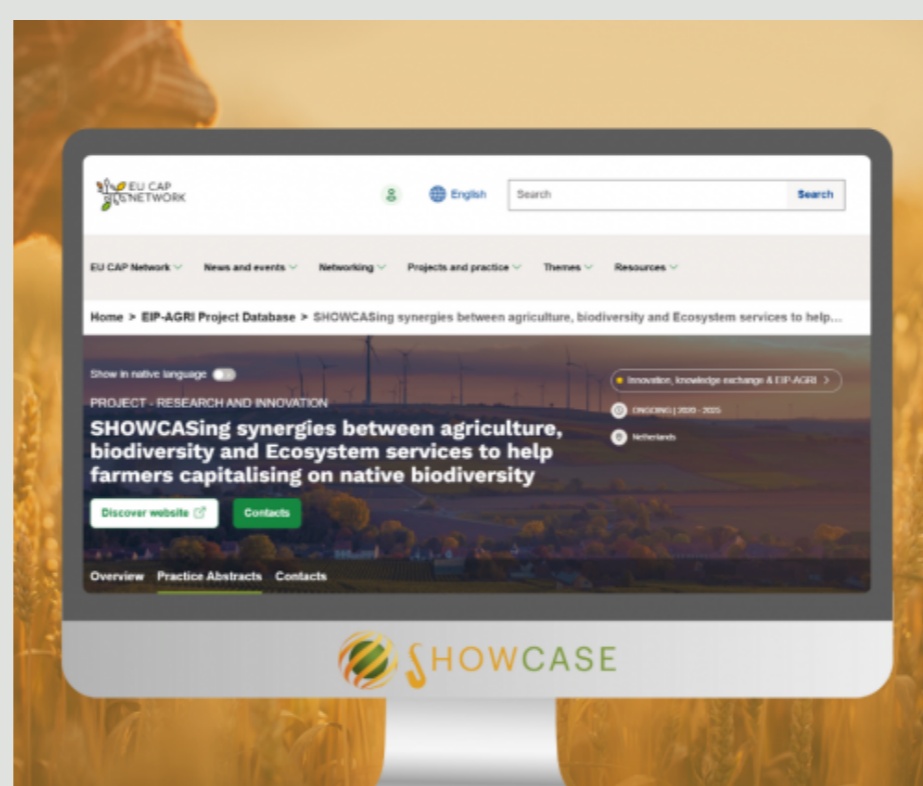 EU CAP
NETWORK
English
Search
Search
EU CAP Network
News and events
Networking
Projects and practice
Themes
Resources
Home > EIP-AGRI Project Database > SHOWCASing synergies between agriculture, biodiversity and Ecosystem services to help...
Show in native language
Innovation, knowledge exchange & EIP-AGRI >
PROJECT - RESEARCH AND INNOVATION
ONGOING | 2020 - 2025
SHOWCASing synergies between agriculture,
biodiversity and Ecosystem services to help
farmers capitalising on native biodiversity
Netherlands
Discover website
Contacts
Overview Practice Abstracts Contacts
SHOWCASE